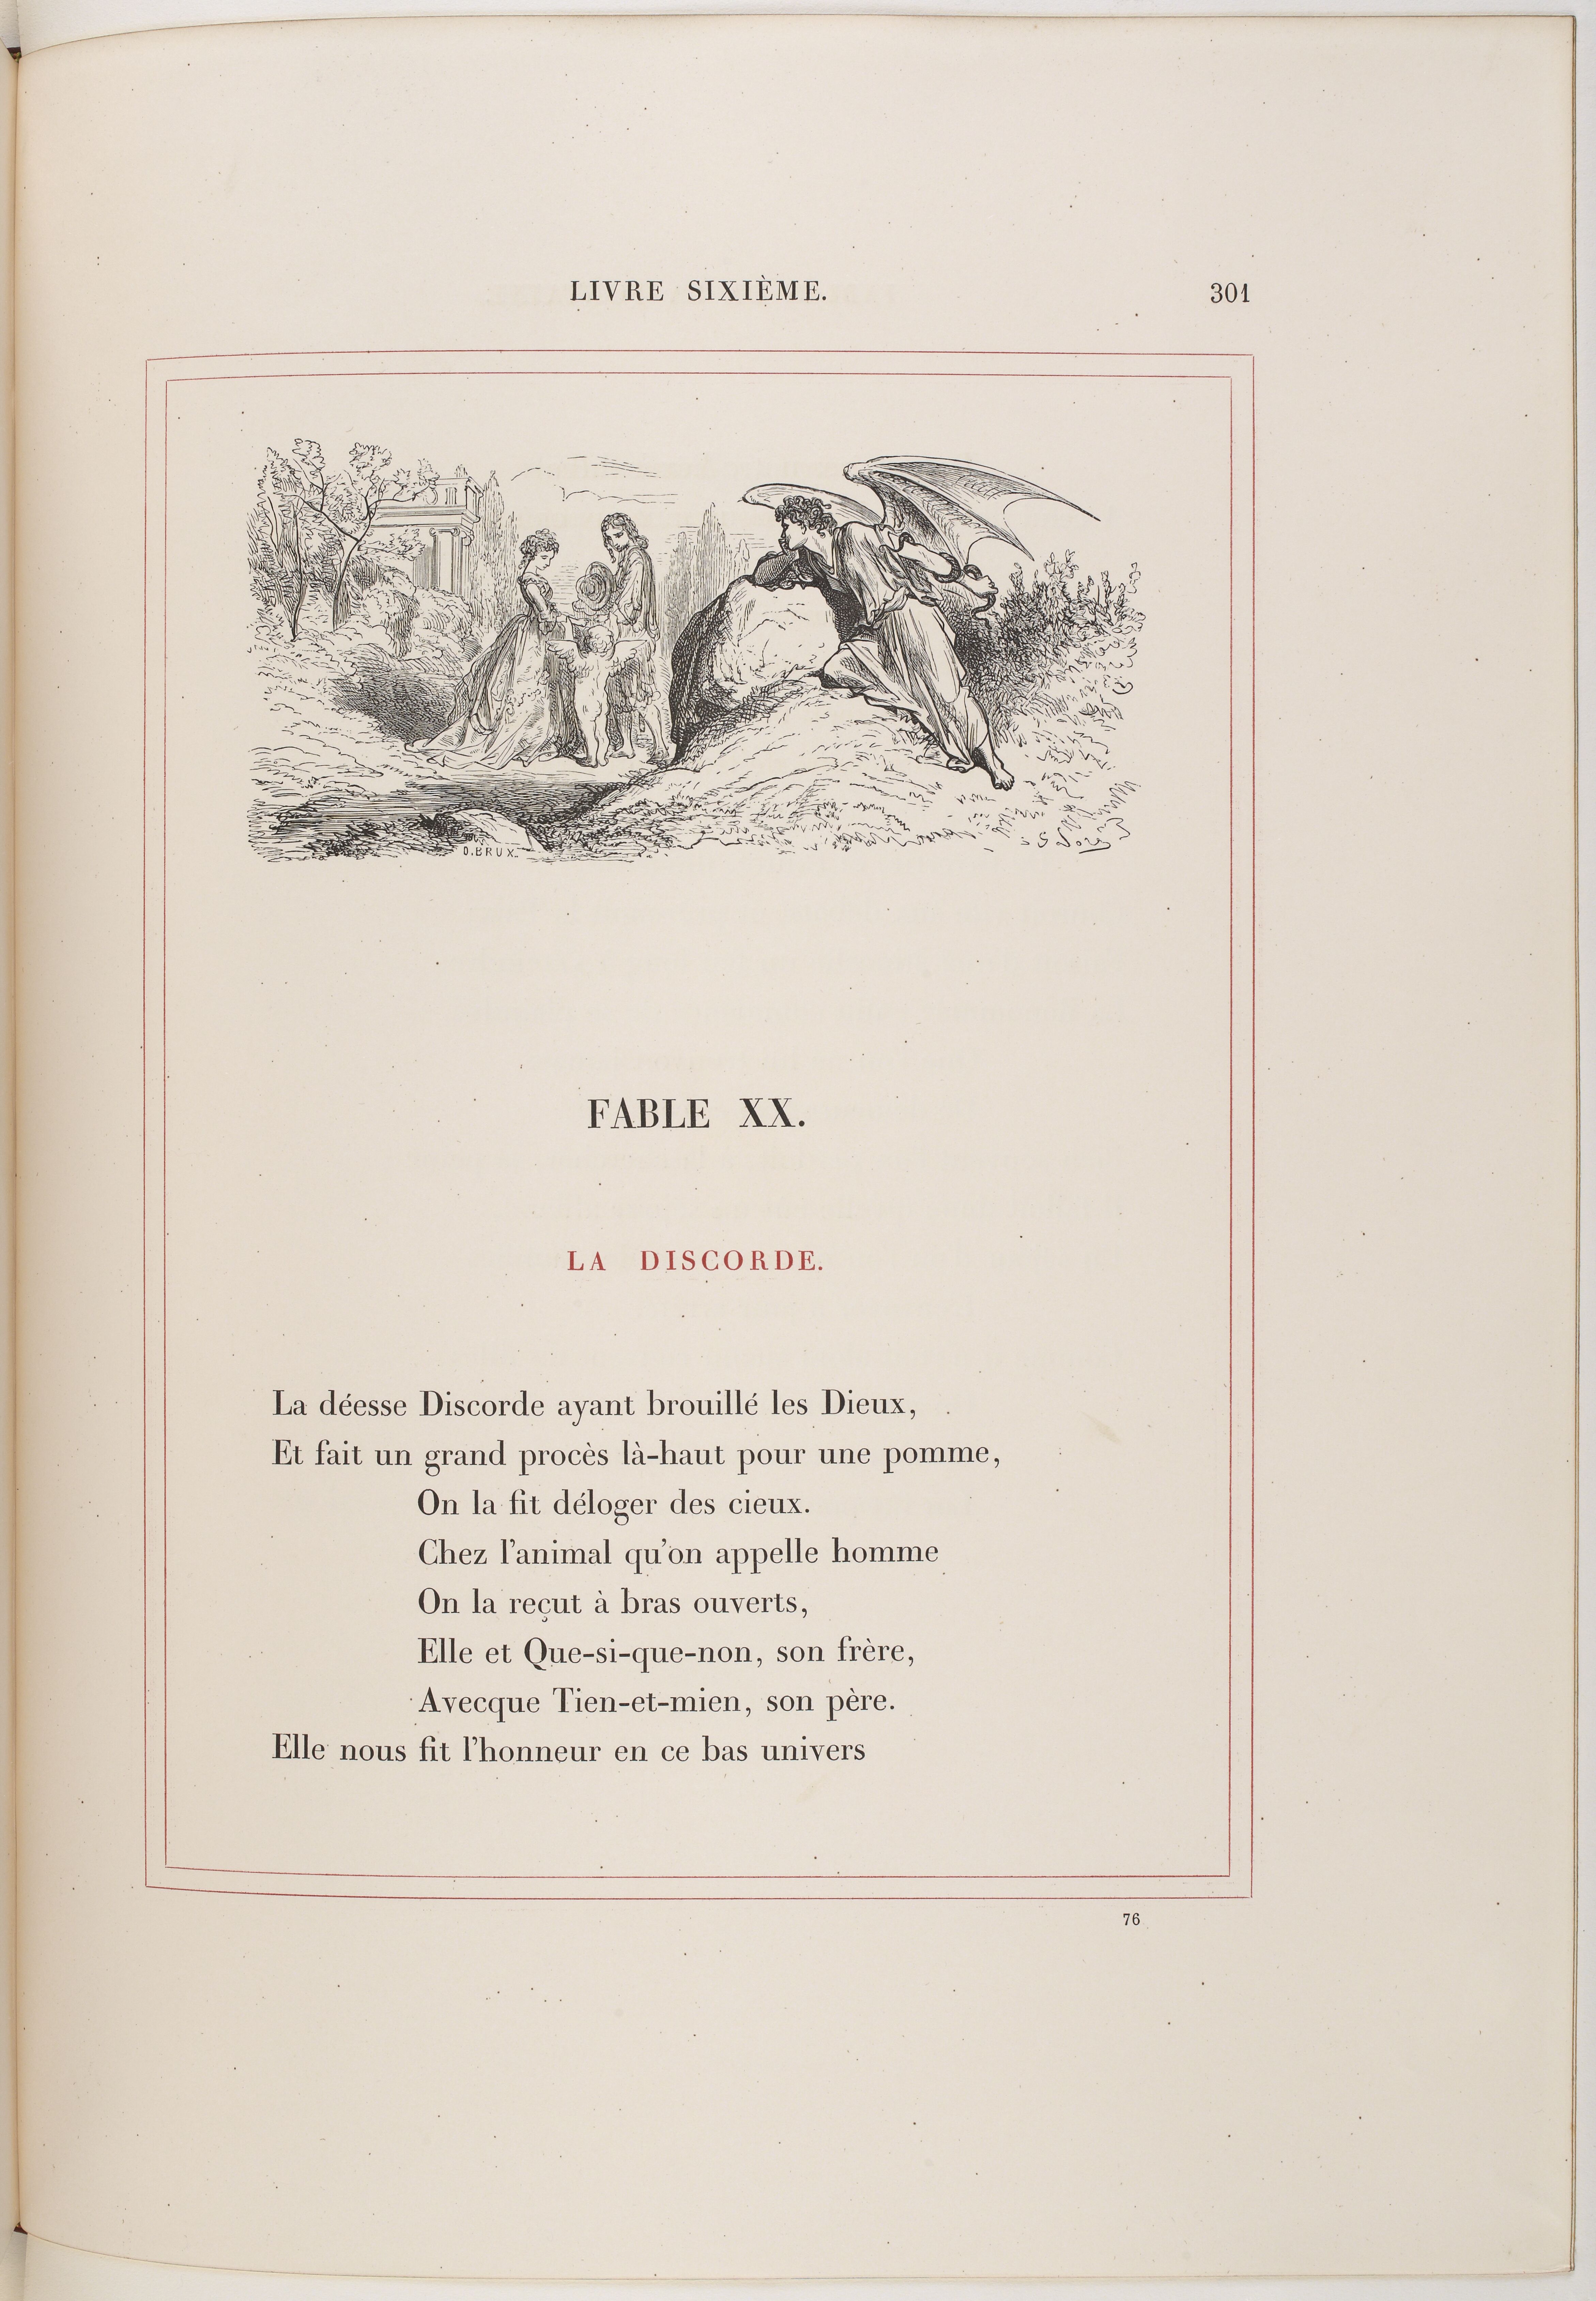 LIVRE SIXIÈME. 301
O.BRUX.
G Doré
FABLE XX.
LA DISCORDE.
La déesse Discorde ayant brouillé les Dieux,
Et fait un grand procès là-haut pour une pomme,
On la fit déloger des cieux.
Chez l'animal qu'on appelle homme
On la reçut à bras ouverts,
Elle et Que-si-que-non, son frère,
Avecque Tien-et-mien, son père.
Elle nous fit l'honneur en ce bas univers
76